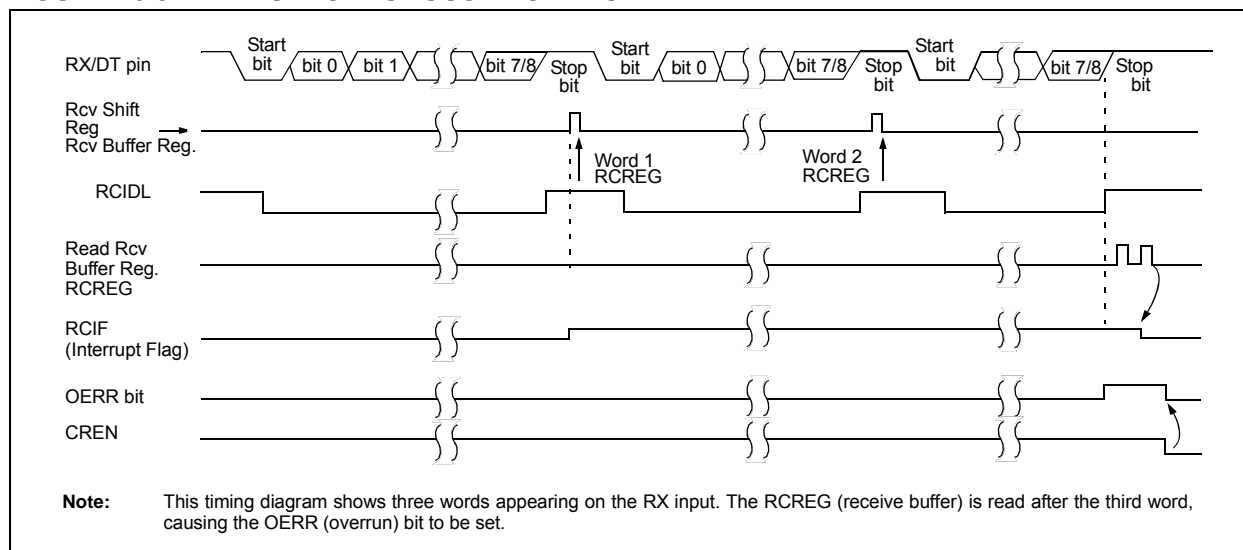 RX/DT pin
Start
bit
bit 0
bit 1
bit 7/8
Stop
bit
Start
bit
bit 0
bit 7/8
Stop
bit
Start
bit
bit 7/8
Stop
bit
Rcv Shift
Reg
Rcv Buffer Reg.
Word 1
RCREG
Word 2
RCREG
RCIDL
Read Rcv
Buffer Reg.
RCREG
RCIF
(Interrupt Flag)
OERR bit
CREN
Note: This timing diagram shows three words appearing on the RX input. The RCREG (receive buffer) is read after the third word,
causing the OERR (overrun) bit to be set.